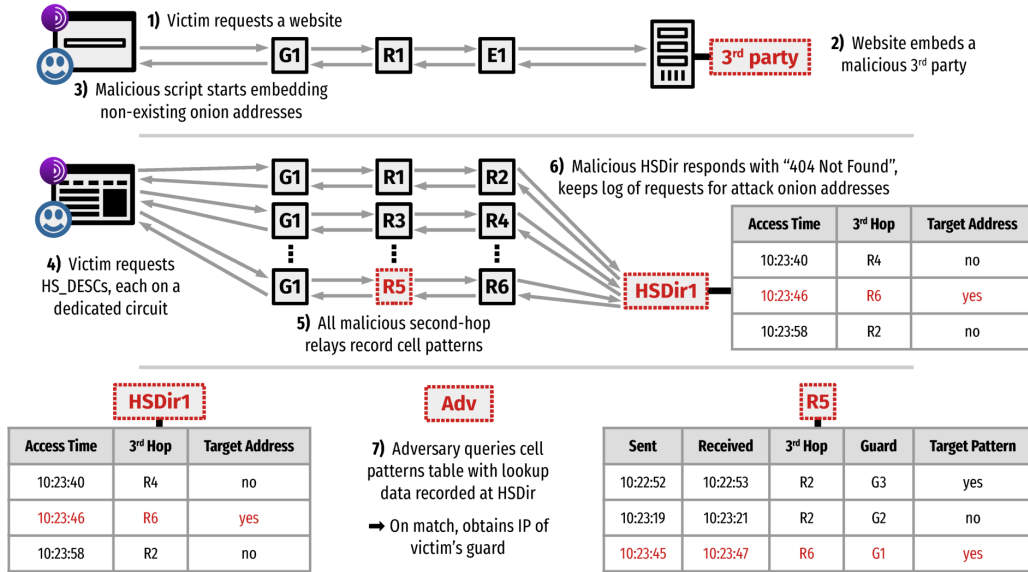 1) Victim requests a website
G1
R1
E1
3rd party
2) Website embeds a
malicious 3rd party
3) Malicious script starts embedding
non-existing onion addresses
G1
R1
R2
G1
R3
R4
G1
R5
R6
4) Victim requests
HS_DESCs, each on a
dedicated circuit
5) All malicious second-hop
relays record cell patterns
HSDir1
6) Malicious HSDir responds with “404 Not Found”,
keeps log of requests for attack onion addresses
Access Time 3rd Hop Target Address
10:23:40 R4 no
10:23:46 R6 yes
10:23:58 R2 no
HSDir1
Access Time 3rd Hop Target Address
10:23:40 R4 no
10:23:46 R6 yes
10:23:58 R2 no
Adv
7) Adversary queries cell
patterns table with lookup
data recorded at HSDir
➡ On match, obtains IP of
victim’s guard
R5
Sent Received 3rd Hop Guard Target Pattern
10:22:52 10:22:53 R2 G3 yes
10:23:19 10:23:21 R2 G2 no
10:23:45 10:23:47 R6 G1 yes